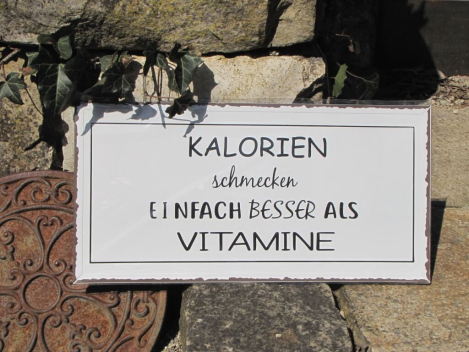 KALORIEN
schmecken
EINFACH BESSER ALS
VITAMINE